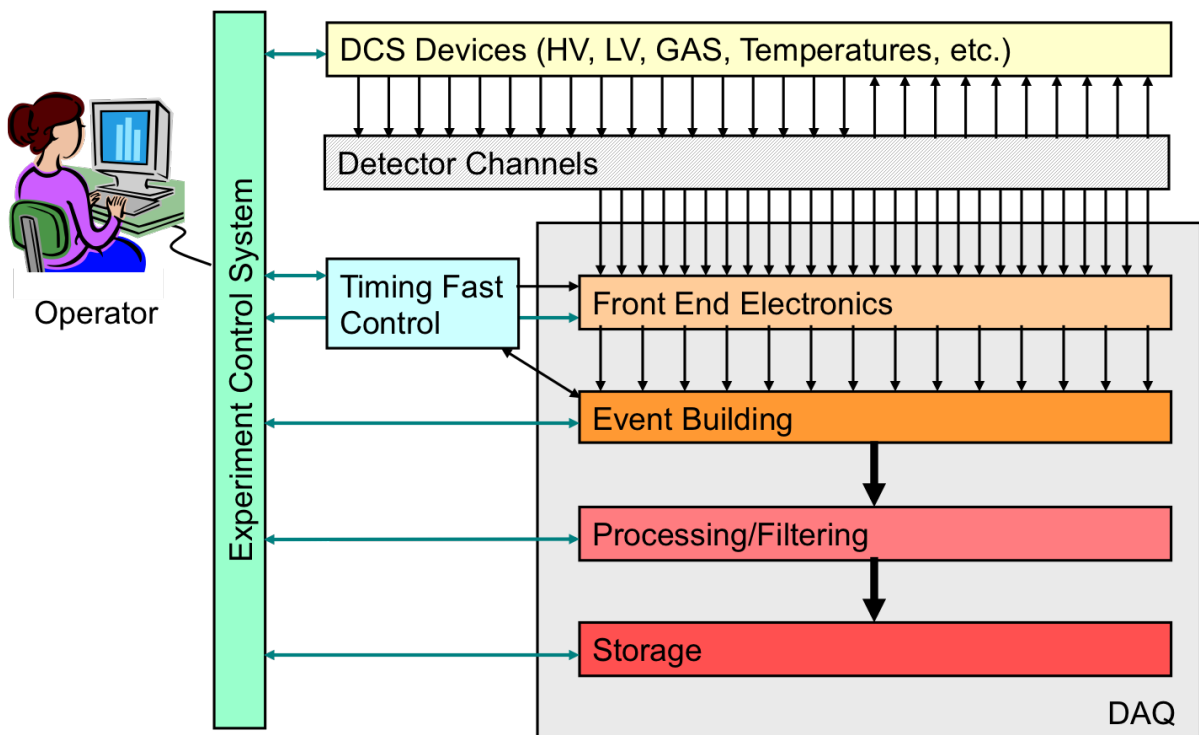 DCS Devices (HV, LV, GAS, Temperatures, etc.)
Detector Channels
Experiment Control System
Operator
Timing Fast
Control
Front End Electronics
Event Building
Processing/Filtering
Storage
DAQ